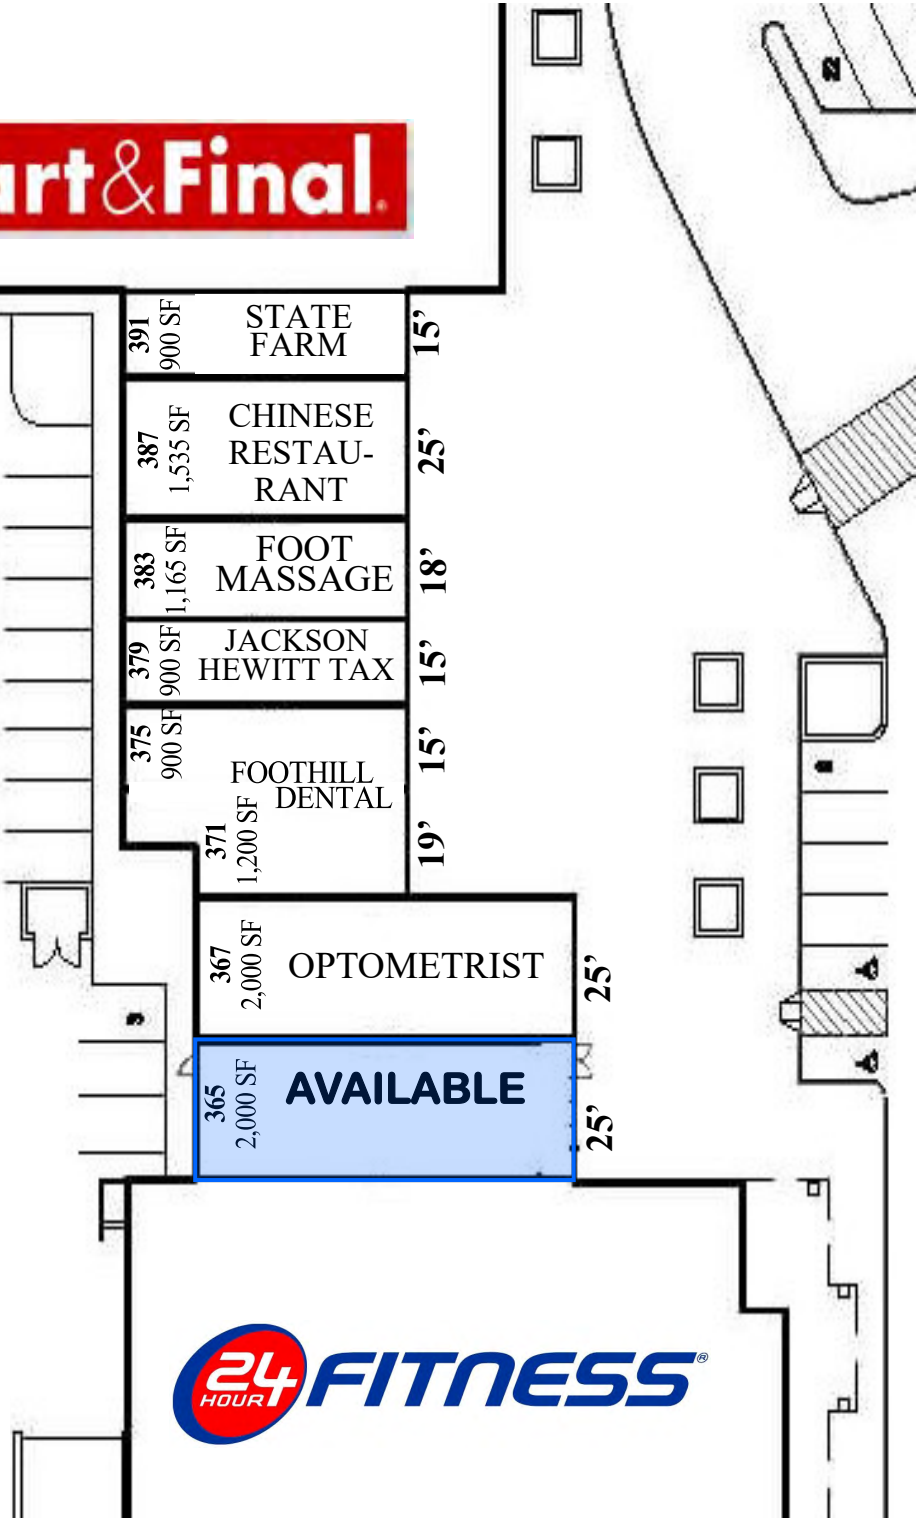 22
art&Final.
391
900 SF
STATE
FARM
15'
387
1,535 SF
CHINESE
RESTAU-
RANT
25'
383
1,165 SF
FOOT
MASSAGE
18'
379
900 SF
JACKSON
HEWITT TAX
15'
375
900 SF
15'
FOOTHILL
DENTAL
371
1,200 SF
19'
367
2,000 SF
OPTOMETRIST
25'
365
2,000 SF
AVAILABLE
25'
24
HOUR
FITNESS®